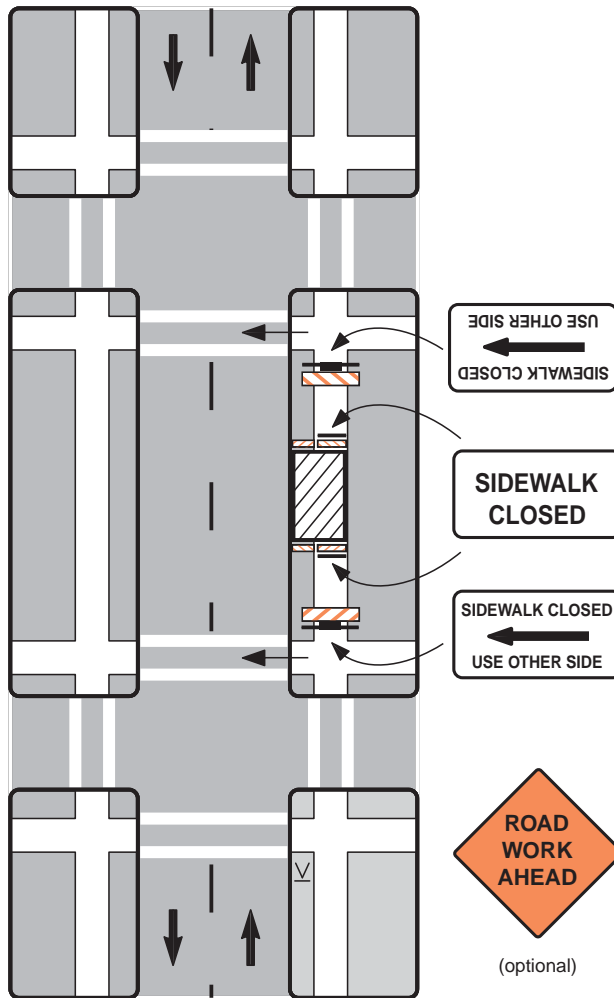 USE OTHER SIDE
SIDEWALK CLOSED
SIDEWALK
CLOSED
SIDEWALK CLOSED
USE OTHER SIDE
ROAD
WORK
AHEAD
(optional)